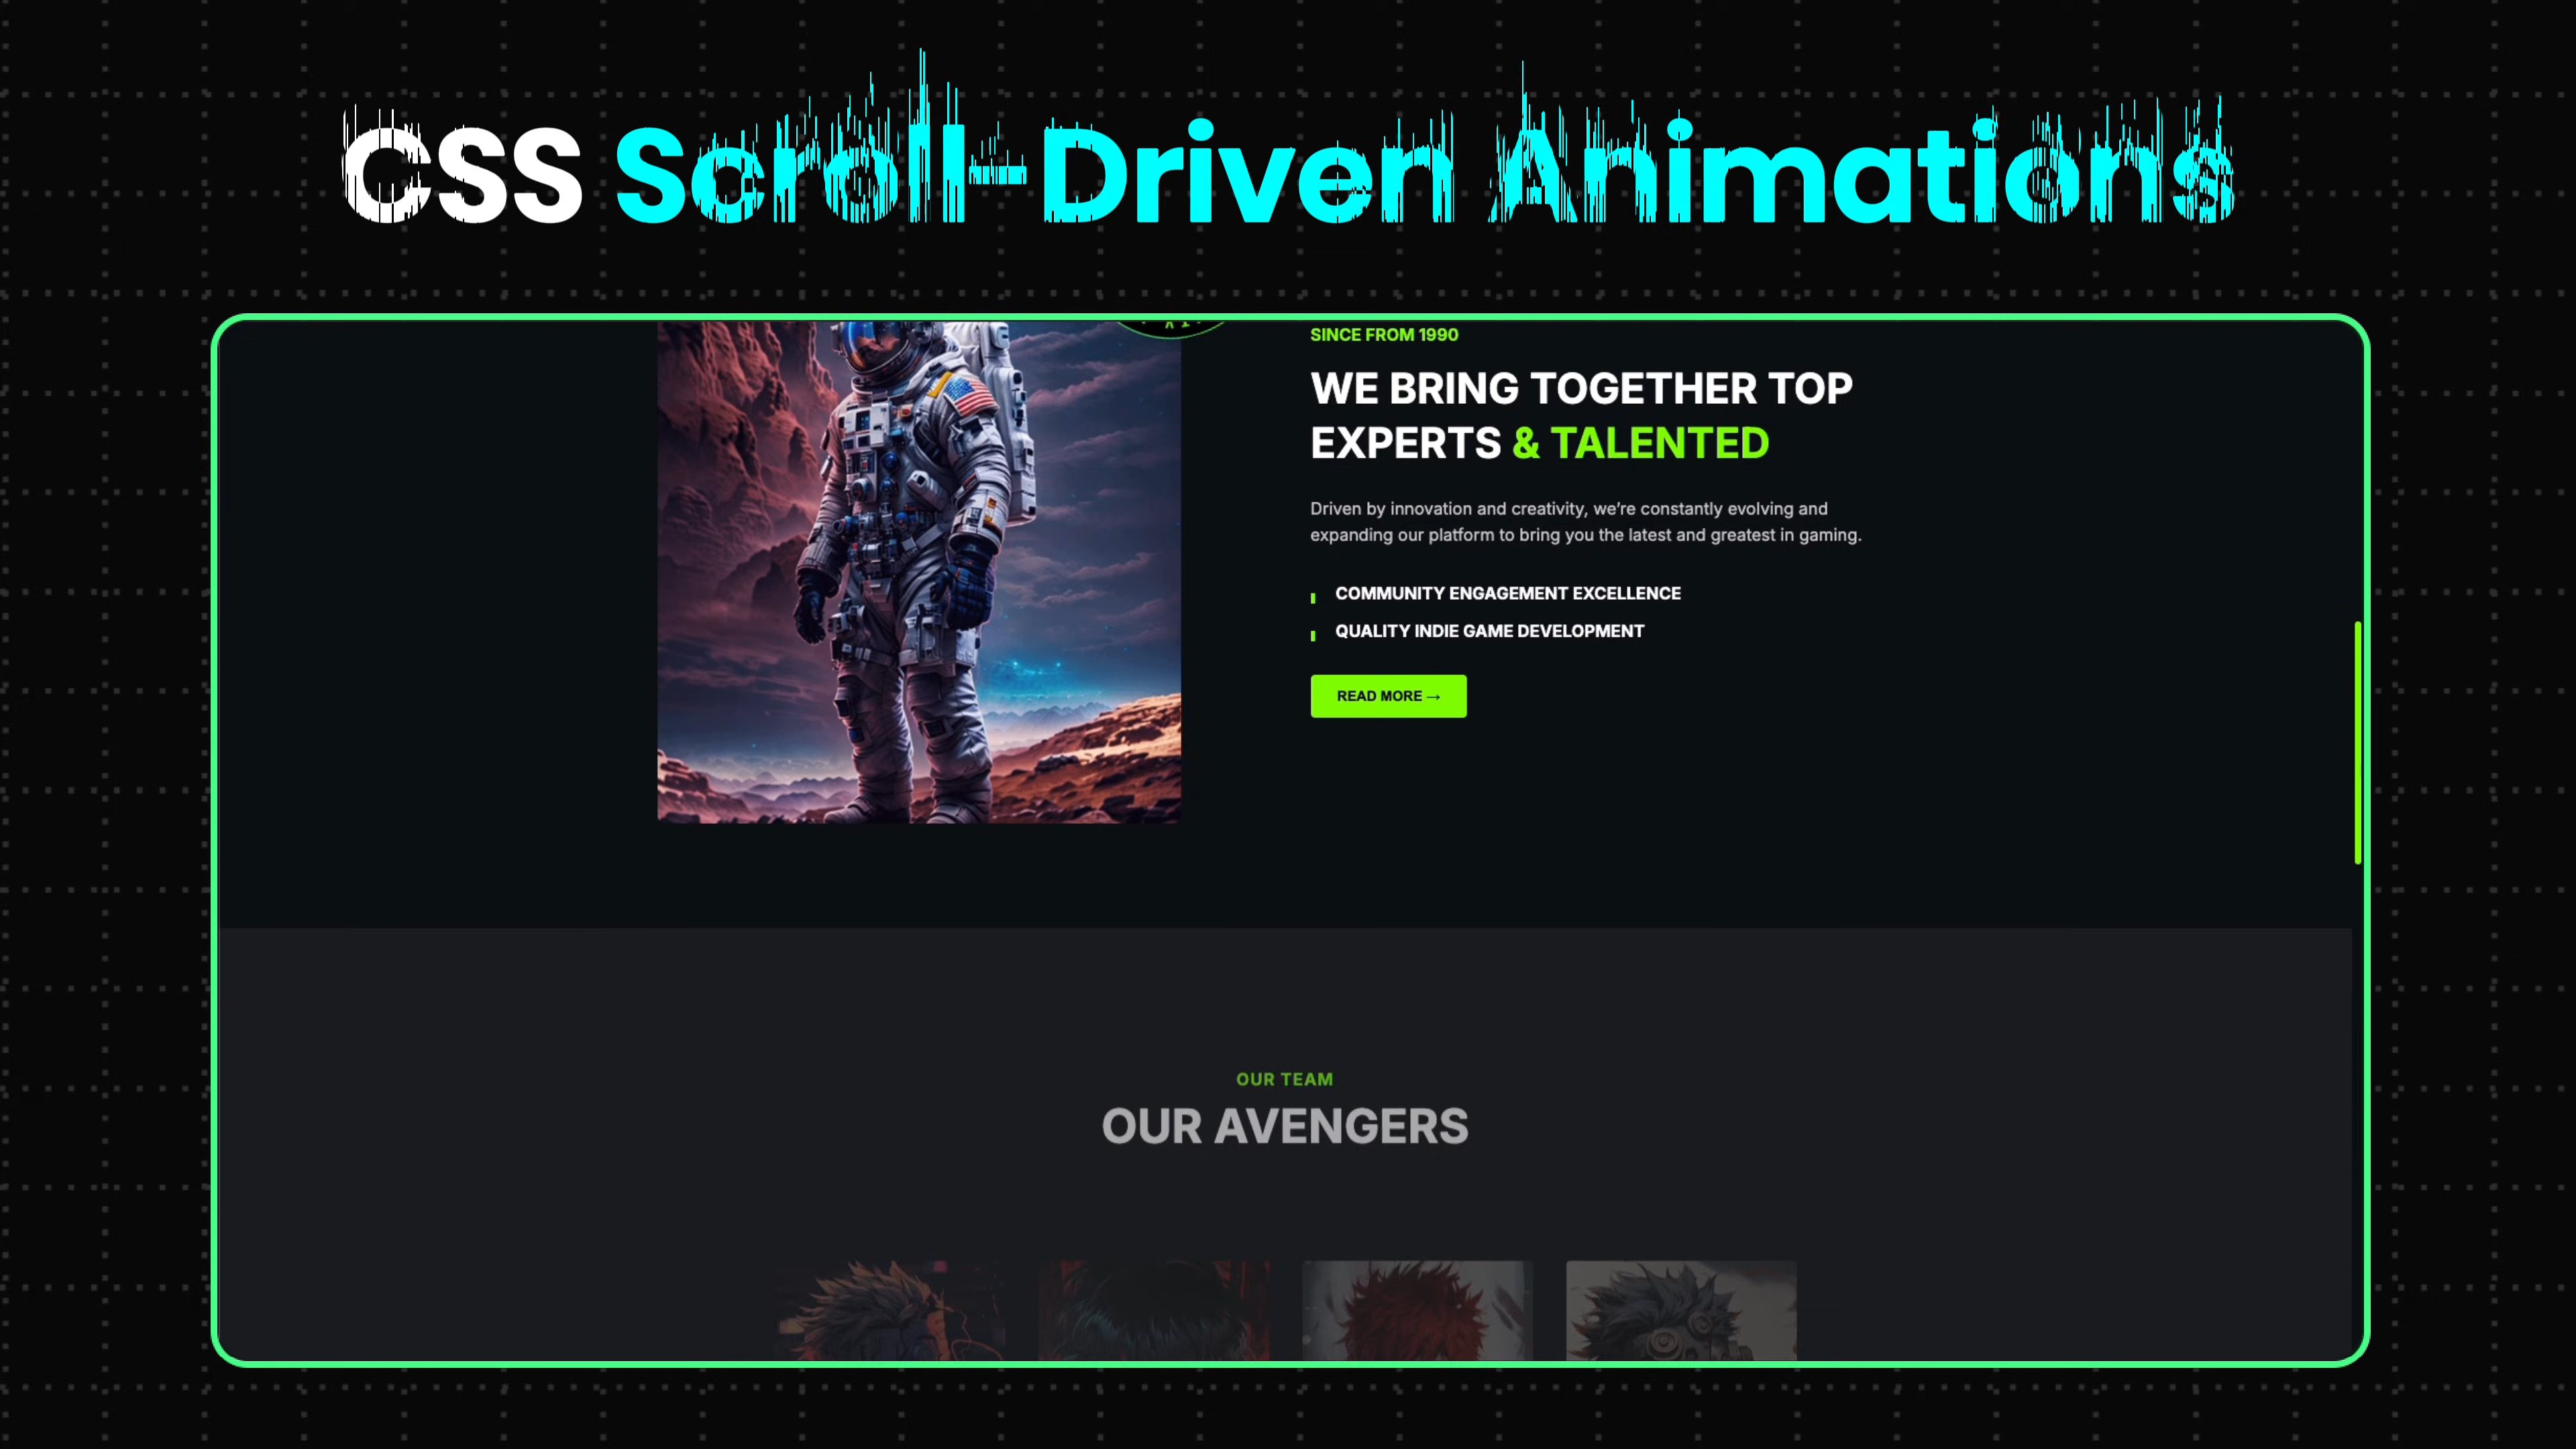 CSS Scroll-Driven Animations
SINCE FROM 1990
WE BRING TOGETHER TOP
EXPERTS & TALENTED
Driven by innovation and creativity, we're constantly evolving and
expanding our platform to bring you the latest and greatest in gaming.
COMMUNITY ENGAGEMENT EXCELLENCE
QUALITY INDIE GAME DEVELOPMENT
READ MORE →
OUR TEAM
OUR AVENGERS